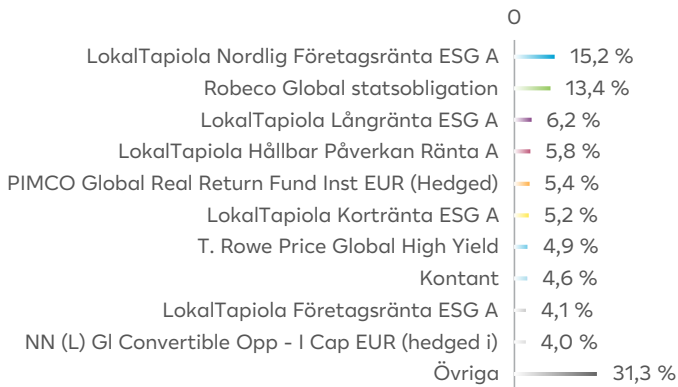 0
LokalTapiola Nordlig Företagsränta ESG A 15,2 %
Robeco Global statsobligation 13,4 %
LokalTapiola Långränta ESG A 6,2 %
LokalTapiola Hållbar Påverkan Ränta A 5,8 %
PIMCO Global Real Return Fund Inst EUR (Hedged) 5,4 %
LokalTapiola Kortränta ESG A 5,2 %
T. Rowe Price Global High Yield 4,9 %
Kontant 4,6 %
LokalTapiola Företagsränta ESG A 4,1 %
NN (L) Gl Convertible Opp - I Cap EUR (hedged i) 4,0 %
Övriga 31,3 %